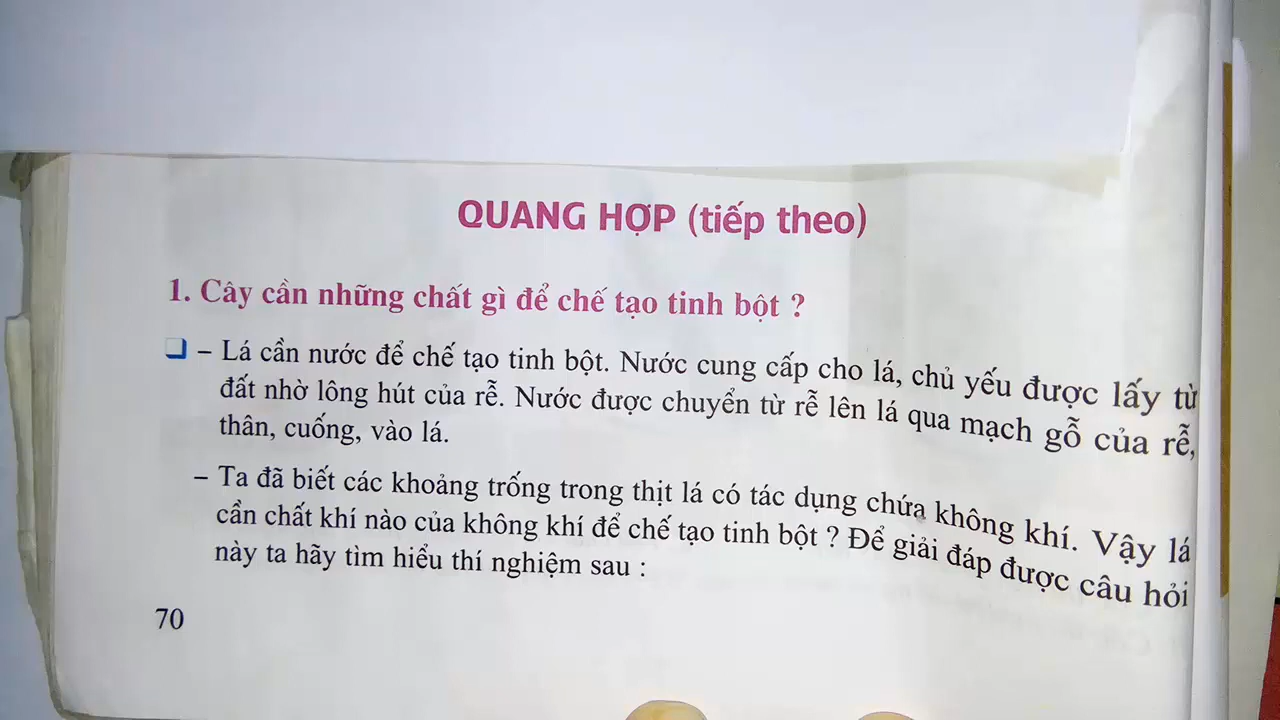 QUANG HỢP (tiếp theo)
1. Cây cần những chất gì để chế tạo tinh bột ?
– Lá cần nước để chế tạo tinh bột. Nước cung cấp cho lá, chủ yếu được lấy từ
đất nhờ lông hút của rễ. Nước được chuyển từ rễ lên lá qua mạch gỗ của rễ,
thân, cuống, vào lá.
– Ta đã biết các khoảng trống trong thịt lá có tác dụng chứa không khí. Vậy lá
cần chất khí nào của không khí để chế tạo tinh bột ? Để giải đáp được câu hỏi
này ta hãy tìm hiểu thí nghiệm sau :
70